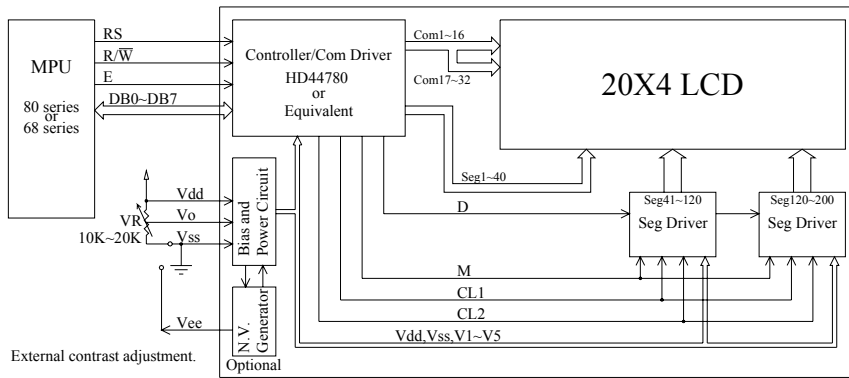 MPU
80 series
or
68 series
RS
R/W̅
E
DB0~DB7
Controller/Com Driver
HD44780
or
Equivalent
Com1~16
Com17~32
20X4 LCD
Seg1~40
D
Seg41~120
Seg Driver
Seg120~200
Seg Driver
Vdd
Vo
Vss
VR
10K~20K
Bias and
Power Circuit
M
CL1
CL2
Vdd,Vss,V1~V5
Vee
N.V.
Generator
Optional
External contrast adjustment.